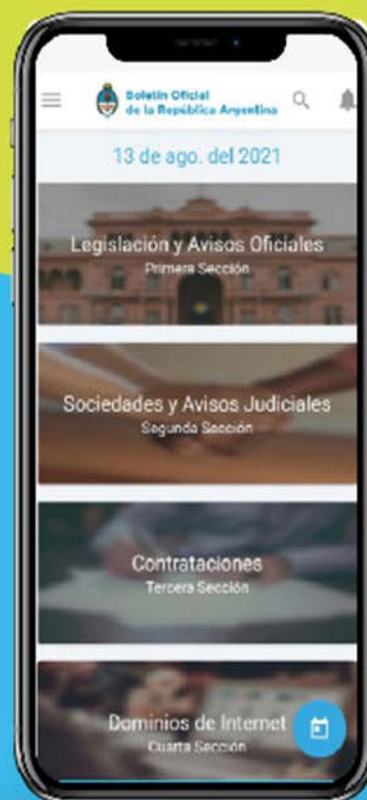 Boletín Oficial
de la República Argentina
13 de ago. del 2021
Legislación y Avisos Oficiales
Primera Sección
Sociedades y Avisos Judiciales
Segunda Sección
Contrataciones
Tercera Sección
Dominios de Internet
Cuarta Sección